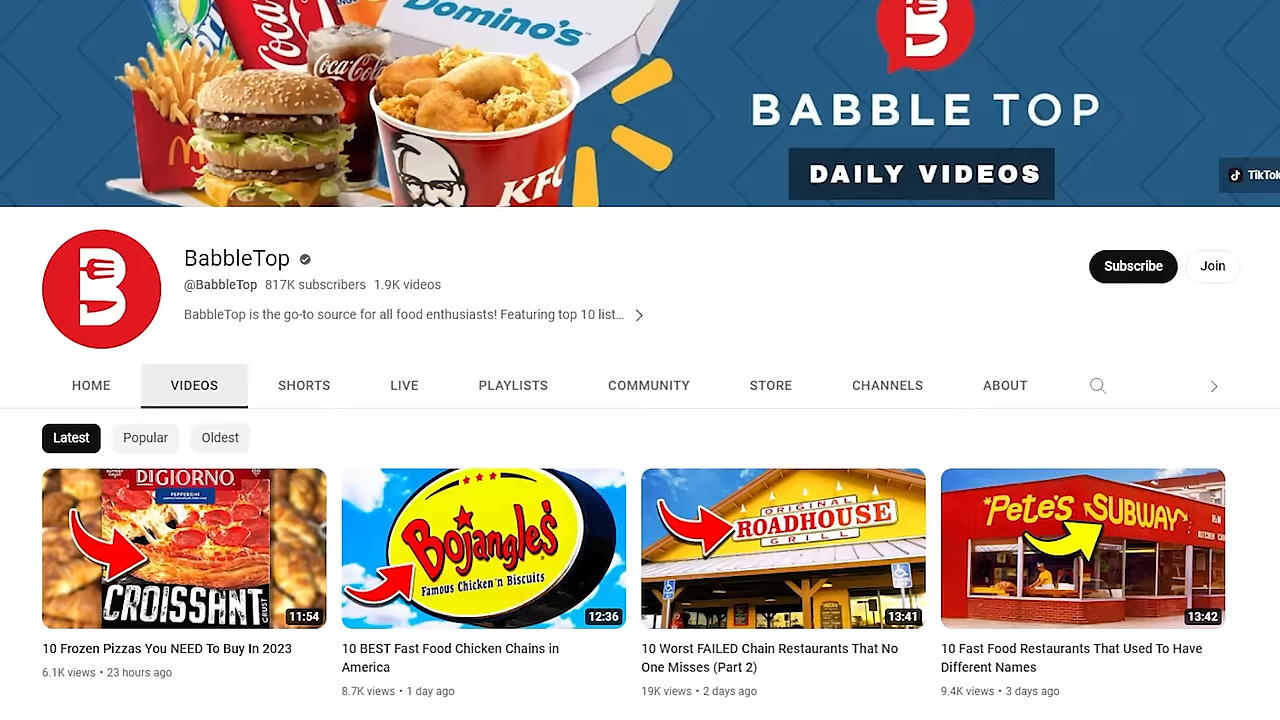 Domino's
Coca-Cola
Coca-Cola
KFC
BABBLE TOP
DAILY VIDEOS
TikTok
BabbleTop
@BabbleTop 817K subscribers 1.9K videos
BabbleTop is the go-to source for all food enthusiasts! Featuring top 10 list...
Subscribe
Join
HOME VIDEOS SHORTS LIVE PLAYLISTS COMMUNITY STORE CHANNELS ABOUT
Latest Popular Oldest
DIGIORNO
PEPPERONI
CROISSANT
CRUST
11:54
Bojangles'
Famous Chicken 'n Biscuits
12:36
ORIGINAL
ROADHOUSE
GRILL
13:41
*Pete's SUBWAY
13:42
10 Frozen Pizzas You NEED To Buy In 2023
6.1K views • 23 hours ago
10 BEST Fast Food Chicken Chains in
America
8.7K views • 1 day ago
10 Worst FAILED Chain Restaurants That No
One Misses (Part 2)
19K views • 2 days ago
10 Fast Food Restaurants That Used To Have
Different Names
9.4K views • 3 days ago